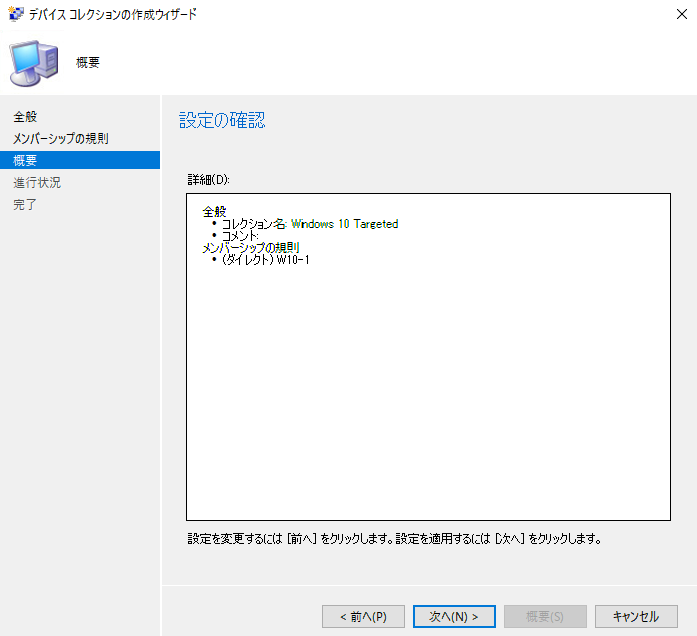 デバイス コレクションの作成ウィザード
概要
全般
メンバーシップの規則
概要
進行状況
完了
設定の確認
詳細(D):
全般
• コレクション名: Windows 10 Targeted
• コメント:
メンバーシップの規則
• (ダイレクト) W10-1
設定を変更するには [前へ] をクリックします。設定を適用するには [次へ] をクリックします。
< 前へ(P)
次へ(N) >
概要(S)
キャンセル